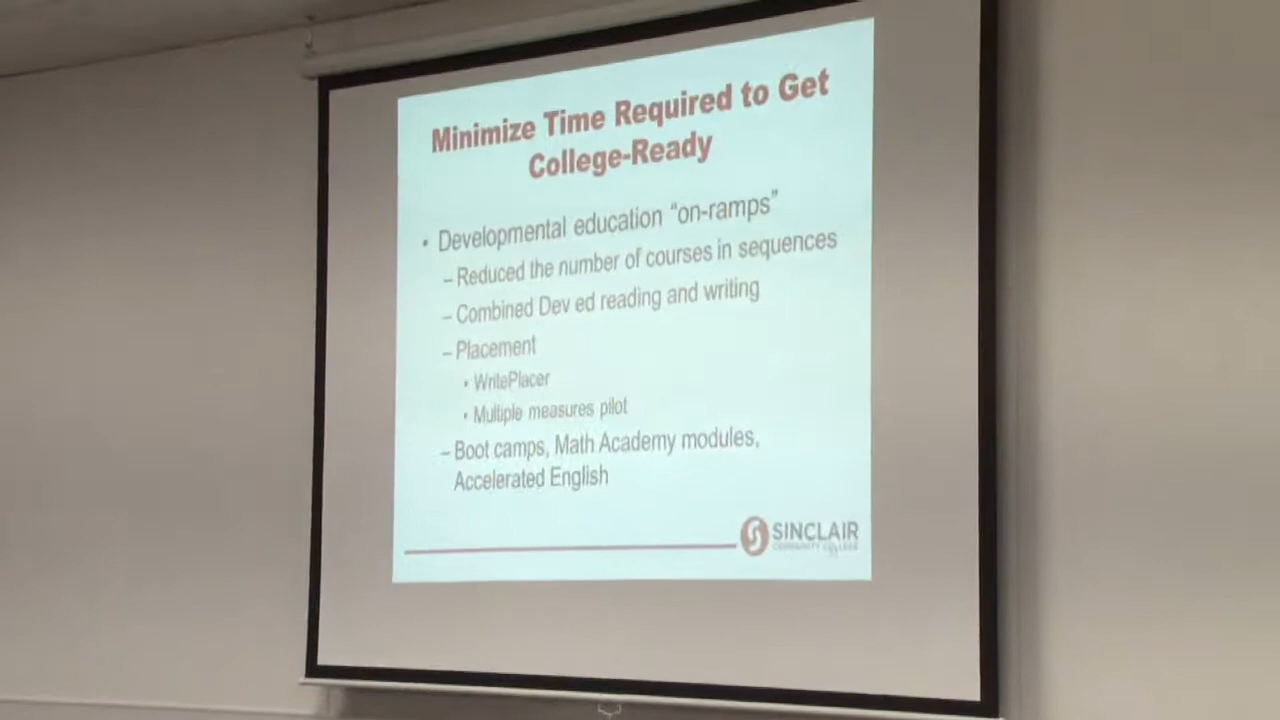 Minimize Time Required to Get
College-Ready
• Developmental education “on-ramps”
– Reduced the number of courses in sequences
– Combined Dev ed reading and writing
– Placement
• WritePlacer
• Multiple measures pilot
– Boot camps, Math Academy modules,
Accelerated English
SINCLAIR
COMMUNITY COLLEGE